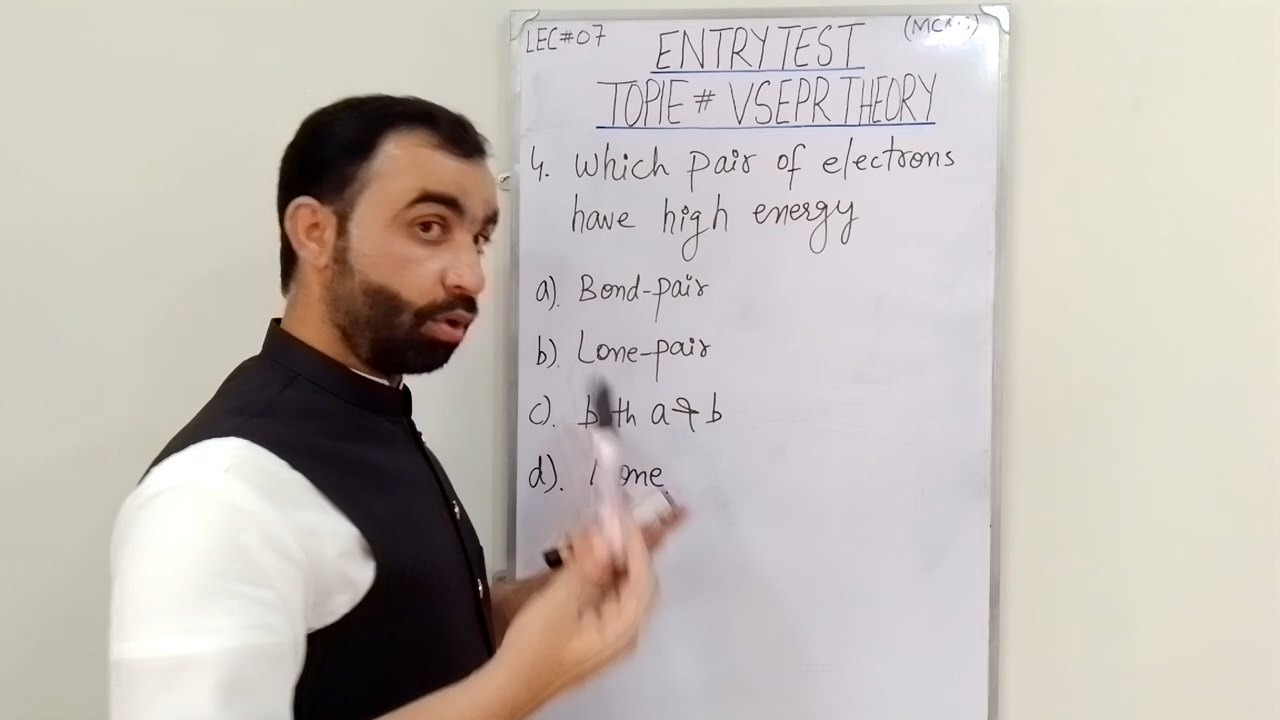 LEC#07
ENTRY TEST
TOPIE # VSEPR THEORY
4. Which pair of electrons
have high energy
a). Bond-pair
b). Lone-pair
c). both a & b
d). None